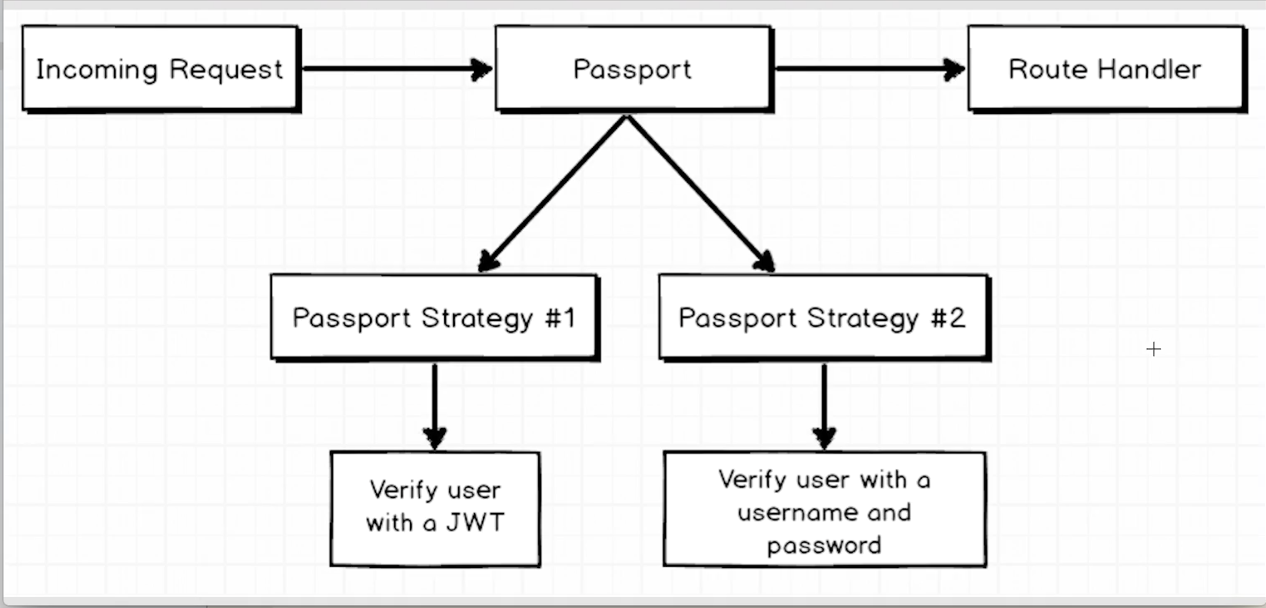 Incoming Request
Passport
Route Handler
Passport Strategy #1
Passport Strategy #2
Verify user
with a JWT
Verify user with a
username and
password